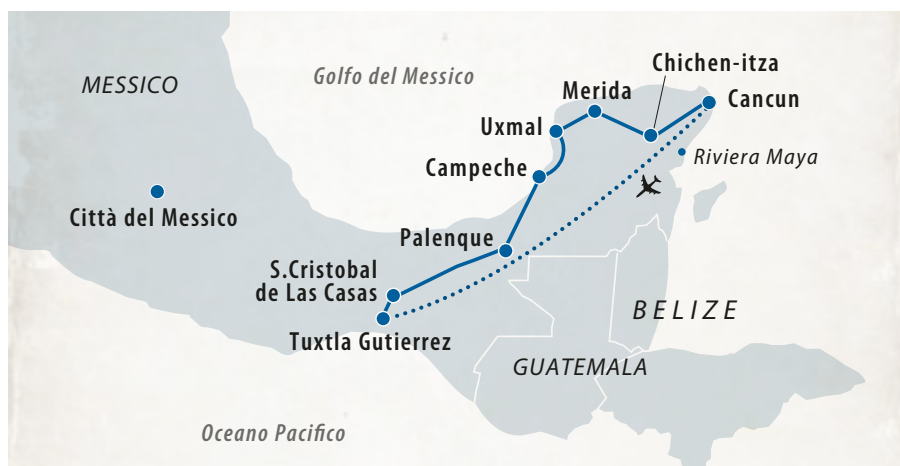 MESSICO
Golfo del Messico
Chichen-itza
Merida
Cancun
Uxmal
Riviera Maya
Campeche
Città del Messico
Palenque
S.Cristobal
de Las Casas
BELIZE
Tuxtla Gutierrez
GUATEMALA
Oceano Pacifico